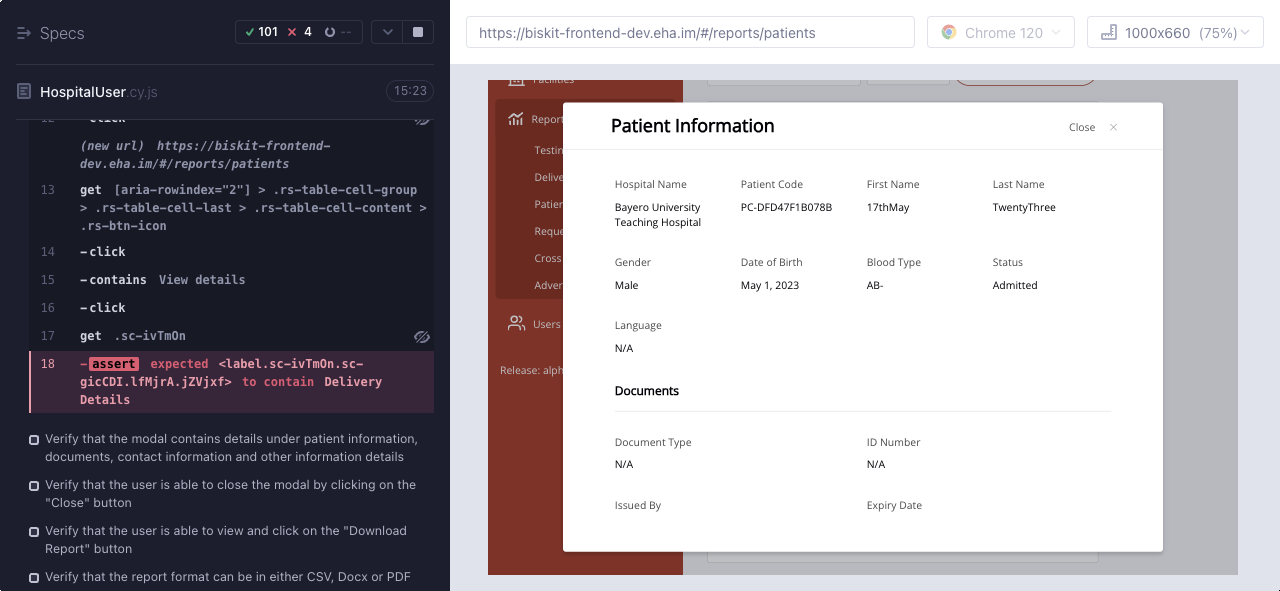 Specs
101
4
--
https://biskit-frontend-dev.eha.im/#/reports/patients
Chrome 120
1000x660 (75%)
HospitalUser.cy.js
15:23
12 -click
(new url) https://biskit-frontend-
dev.eha.im/#/reports/patients
13 get [aria-rowindex="2"] > .rs-table-cell-group
> .rs-table-cell-last > .rs-table-cell-content >
.rs-btn-icon
14 -click
15 -contains View details
16 -click
17 get .sc-ivTmOn
18 -assert expected <label.sc-ivTmOn.sc-
gicCDI.lfMjrA.jZVjxf> to contain Delivery
Details
Verify that the modal contains details under patient information,
documents, contact information and other information details
Verify that the user is able to close the modal by clicking on the
"Close" button
Verify that the user is able to view and click on the "Download
Report" button
Verify that the report format can be in either CSV, Docx or PDF
Facilities
Report
Testin
Delive
Patien
Reque
Cross
Adver
Users
Release: alph
Patient Information
Close
Hospital Name Patient Code First Name Last Name
Bayero University PC-DFD47F1B078B 17thMay TwentyThree
Teaching Hospital
Gender Date of Birth Blood Type Status
Male May 1, 2023 AB- Admitted
Language
N/A
Documents
Document Type ID Number
N/A N/A
Issued By Expiry Date